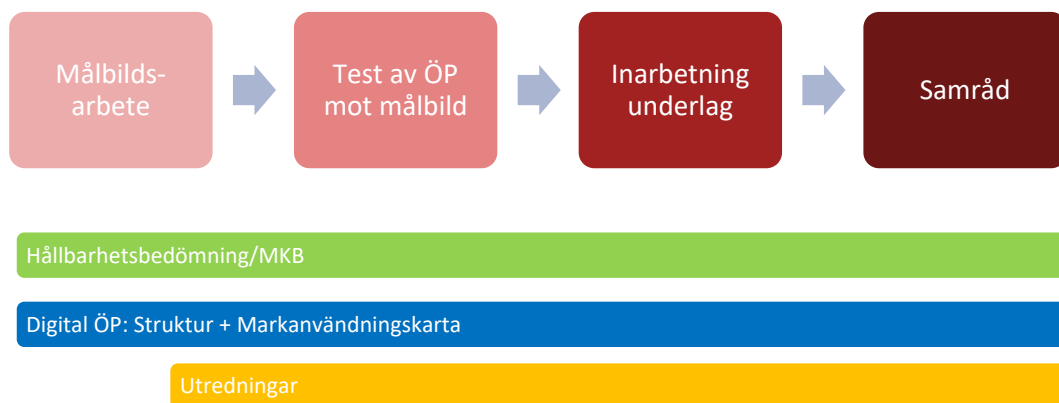 Målbilds-
arbete
Test av ÖP
mot målbild
Inarbetning
underlag
Samråd
Hållbarhetsbedömning/MKB
Digital ÖP: Struktur + Markanvändningskarta
Utredningar